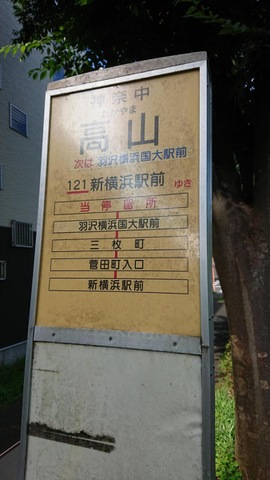 神奈中
たかやま
高山
次は 羽沢横浜国大駅前
121 新横浜駅前 ゆき
当停留所
羽沢横浜国大駅前
三枚町
菅田町入口
新横浜駅前